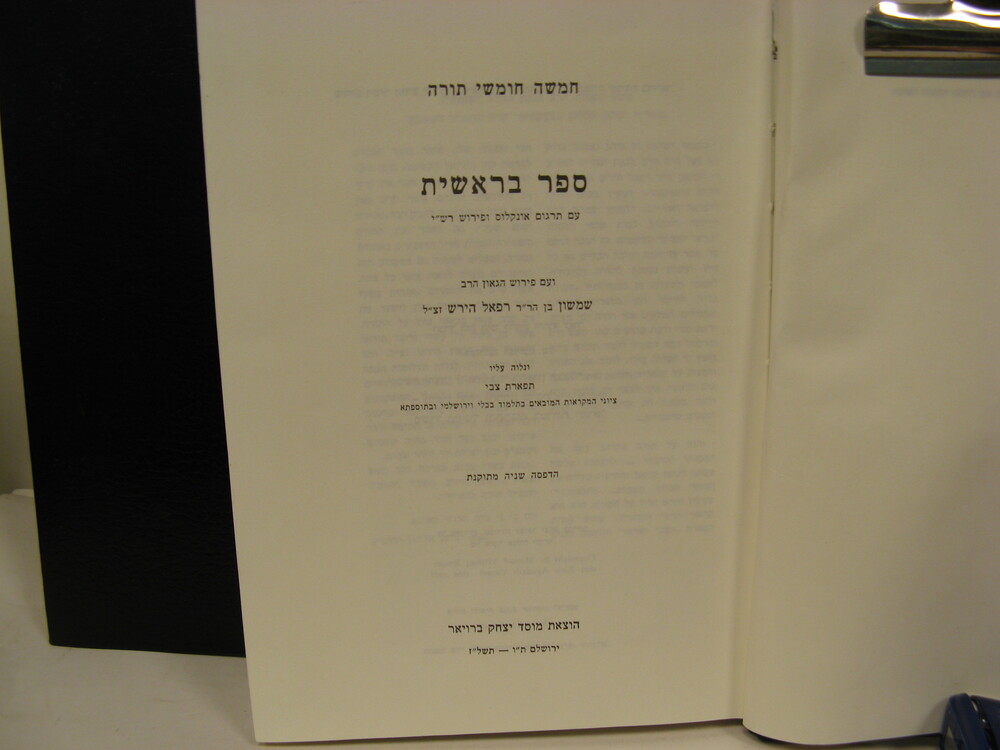 חמשה חומשי תורה
ספר בראשית
עם תרגום אינקלוס ופירוש רש״י
ועם פירוש הגאון הרב
שמשון בן הר״ר רפאל הירש זצ״ל
ונלוה עליו
תפארת צבי
ציוני המקראות המובאים בתלמוד בבלי וירושלמי ובתוספתא
הדפסה שניה מתוקנת
הוצאת מוסד יצחק ברויאר
ירושלם ת״ו — תשל״ז